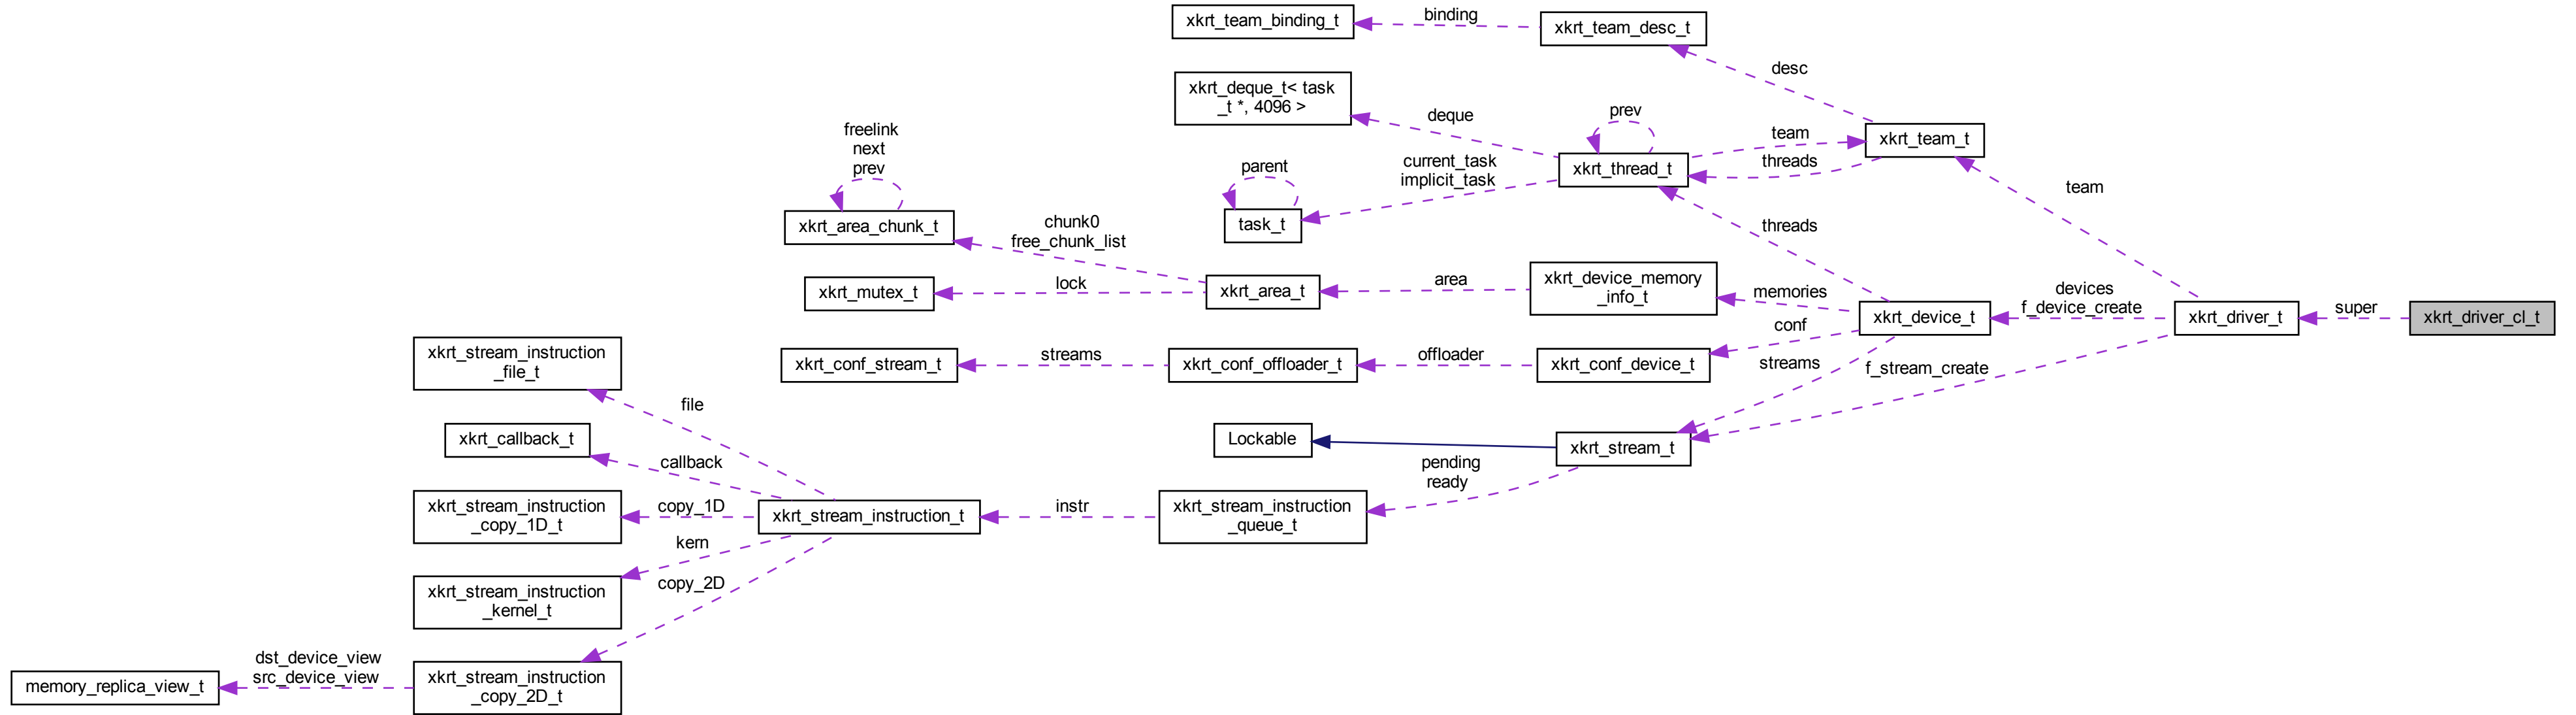 xkrt_team_binding_t
binding
xkrt_team_desc_t
desc
xkrt_deque_t< task
_t *, 4096 >
deque
prev
xkrt_thread_t
team
threads
xkrt_team_t
freelink
next
prev
xkrt_area_chunk_t
parent
task_t
current_task
implicit_task
team
threads
chunk0
free_chunk_list
xkrt_mutex_t
lock
xkrt_area_t
area
xkrt_device_memory
_info_t
memories
xkrt_device_t
devices
f_device_create
xkrt_driver_t
super
xkrt_driver_cl_t
conf
xkrt_conf_stream_t
streams
xkrt_conf_offloader_t
offloader
xkrt_conf_device_t
streams
f_stream_create
xkrt_stream_instruction
_file_t
file
xkrt_callback_t
callback
Lockable
xkrt_stream_t
pending
ready
xkrt_stream_instruction
_copy_1D_t
copy_1D
xkrt_stream_instruction_t
instr
xkrt_stream_instruction
_queue_t
kern
xkrt_stream_instruction
_kernel_t
copy_2D
memory_replica_view_t
dst_device_view
src_device_view
xkrt_stream_instruction
_copy_2D_t